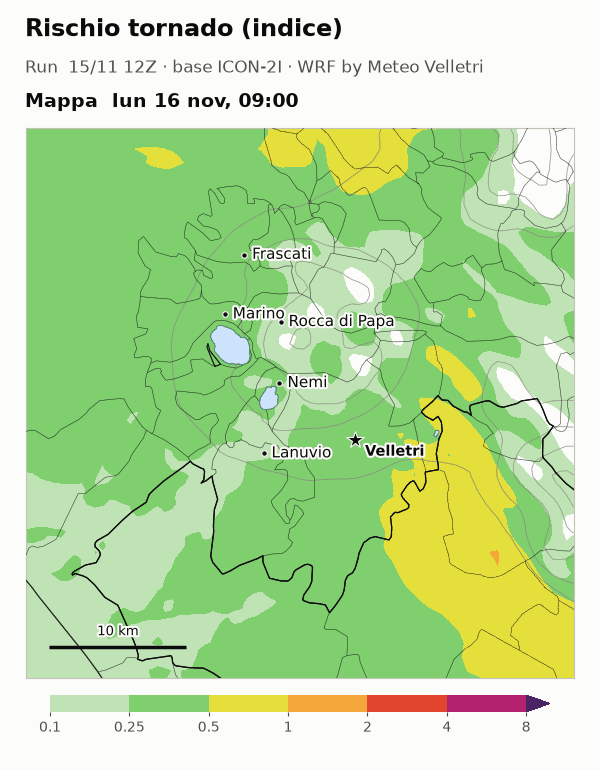 Rischio tornado (indice)
Run  15/11 12Z · base ICON-2I · WRF by Meteo Velletri
Mappa  lun 16 nov, 09:00
Frascati
Marino
Rocca di Papa
Nemi
Velletri
Lanuvio
10 km
0.1 0.25 0.5 1 2 4 8